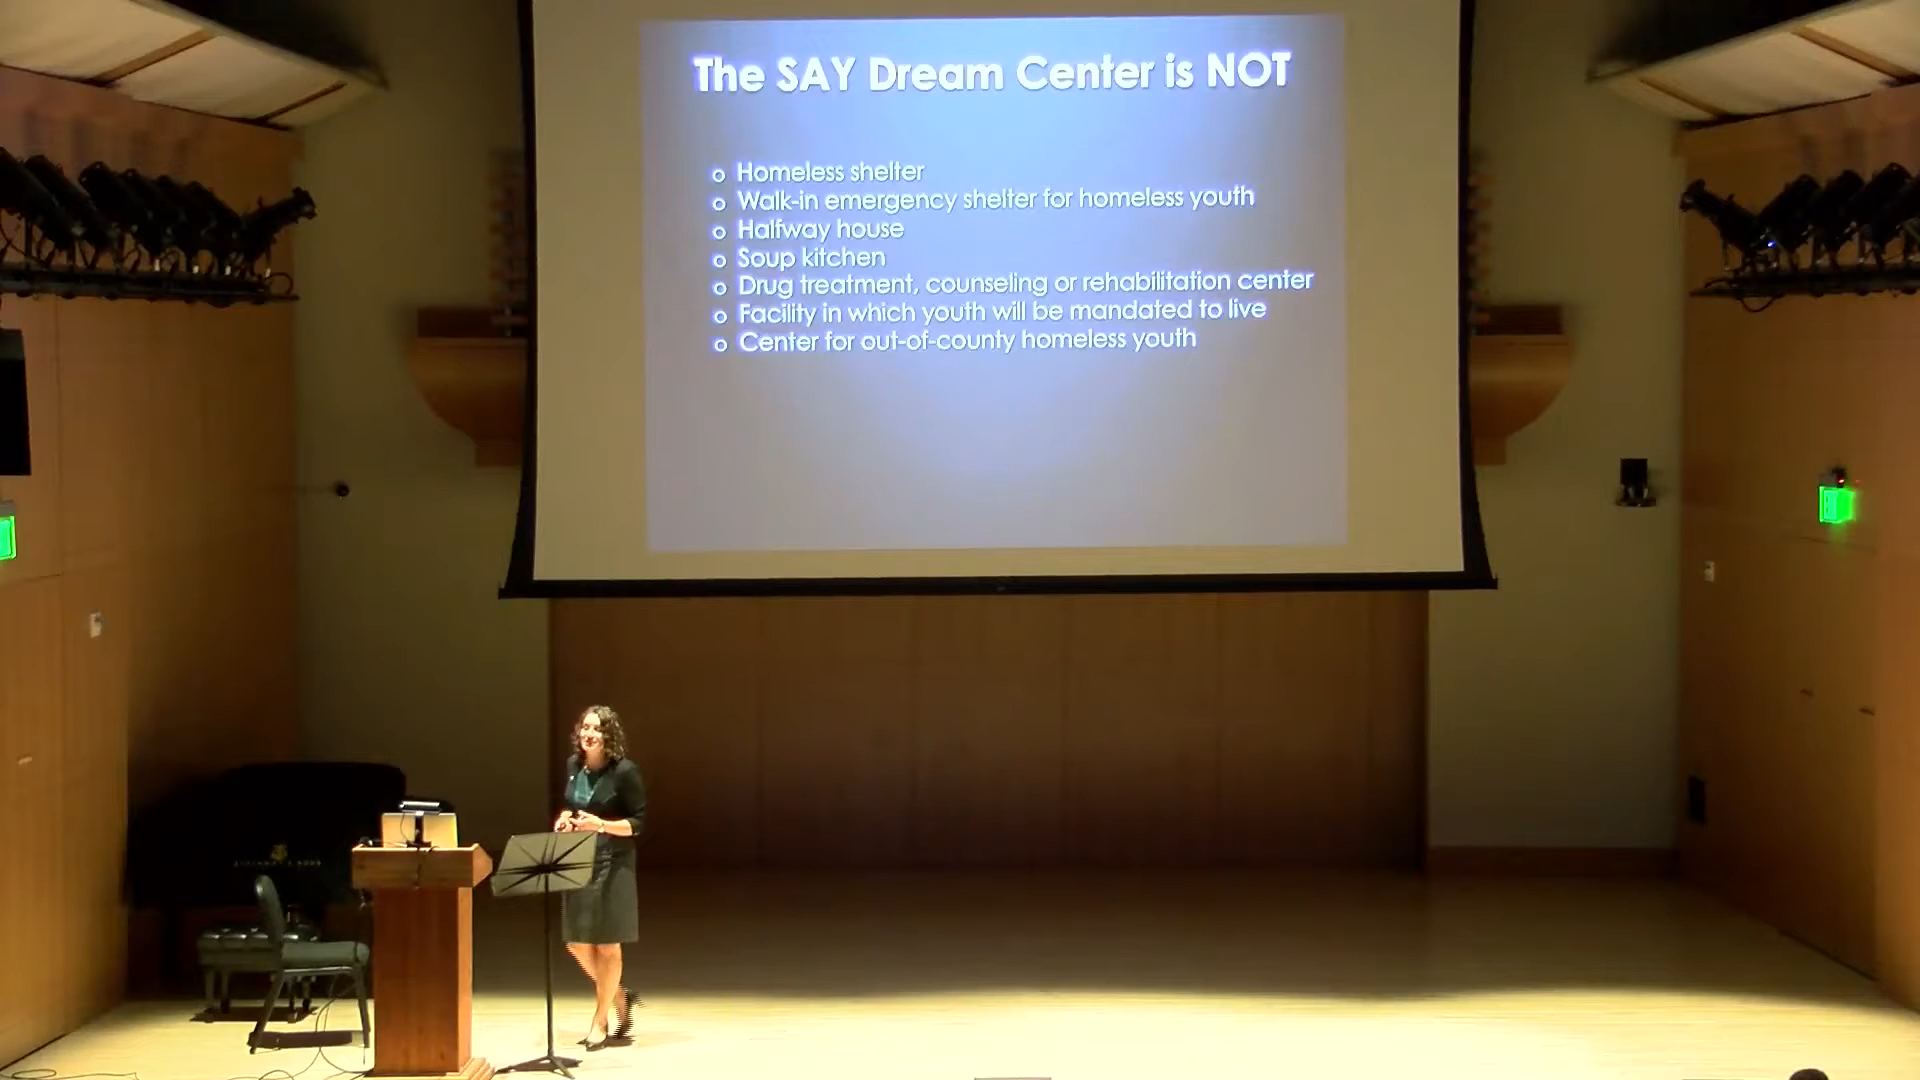 The SAY Dream Center is NOT
o Homeless shelter
o Walk-in emergency shelter for homeless youth
o Halfway house
o Soup kitchen
o Drug treatment, counseling or rehabilitation center
o Facility in which youth will be mandated to live
o Center for out-of-county homeless youth
STEINWAY & SONS